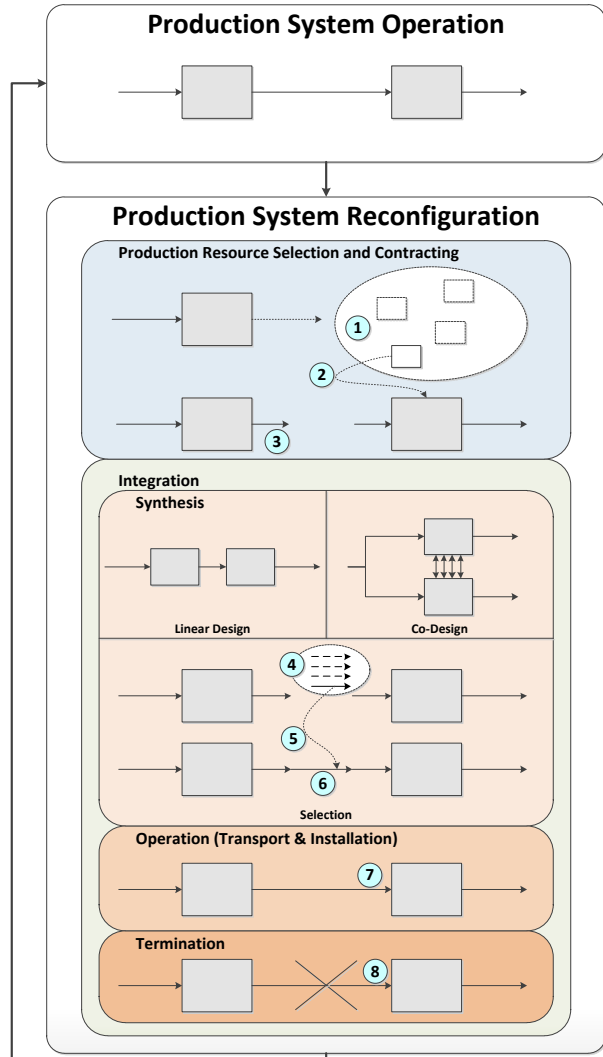 Production System Operation
Production System Reconfiguration
Production Resource Selection and Contracting
1
2
3
Integration
Synthesis
Linear Design
Co-Design
4
5
6
Selection
Operation (Transport & Installation)
7
Termination
8